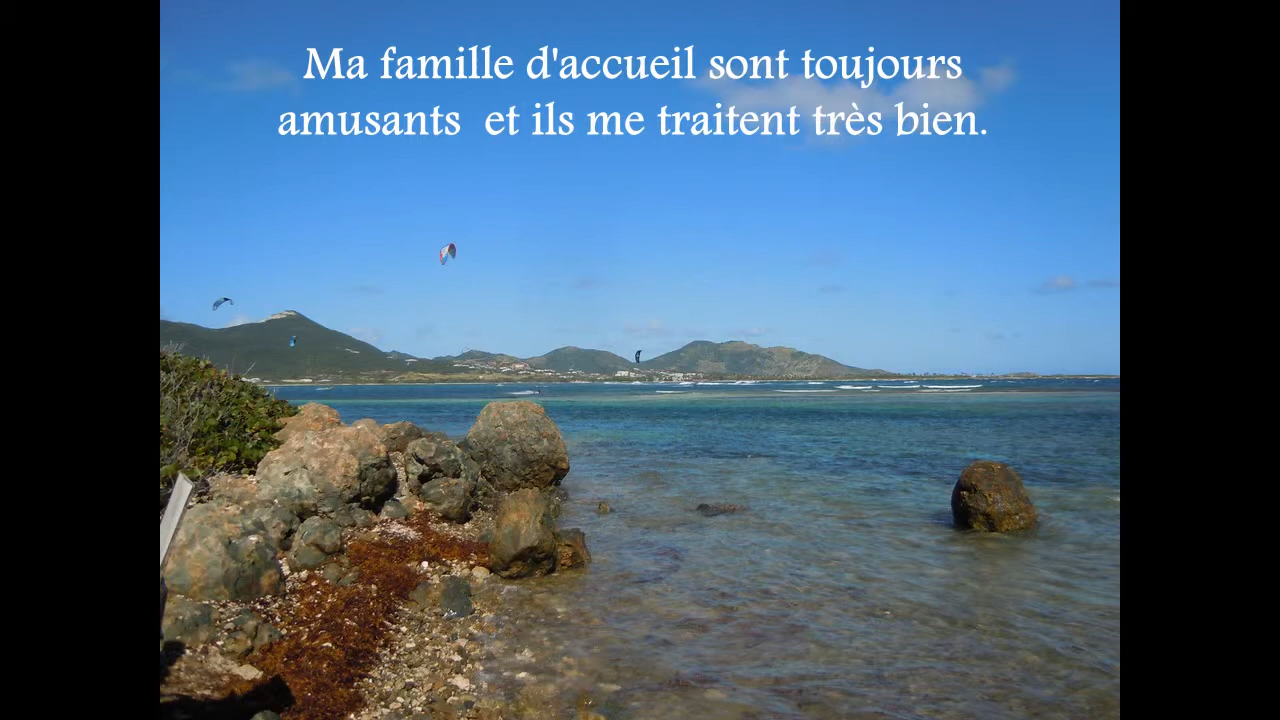 Ma famille d'accueil sont toujours
amusants  et ils me traitent très bien.